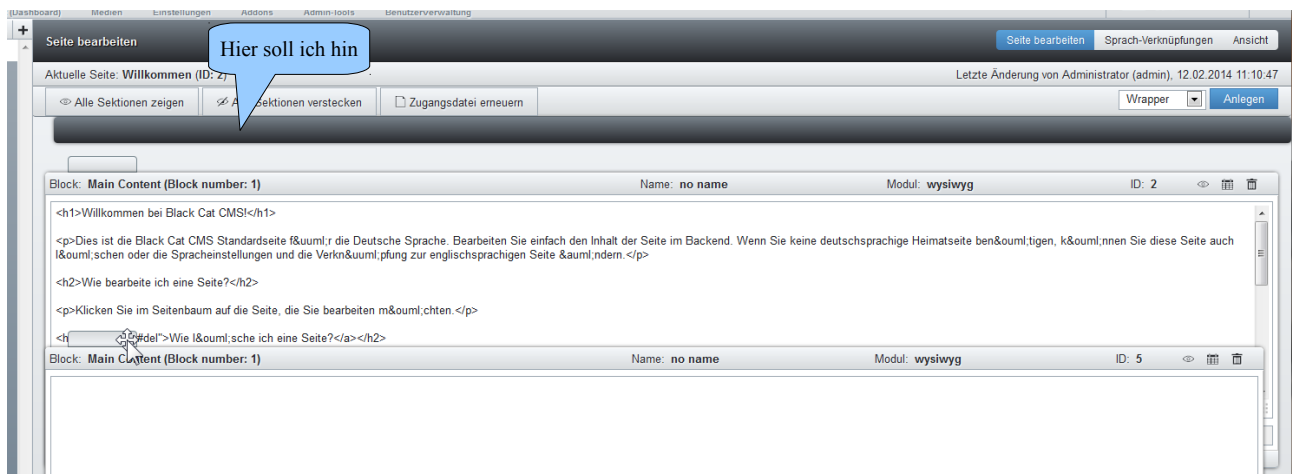 (Dashboard) Medien Einstellungen Addons Admin-Tools Benutzerverwaltung
Seite bearbeiten Hier soll ich hin Seite bearbeiten Sprach-Verknüpfungen Ansicht
Aktuelle Seite: Willkommen (ID: 2) Letzte Änderung von Administrator (admin), 12.02.2014 11:10:47
Alle Sektionen zeigen A Sektionen verstecken Zugangsdatei erneuern Wrapper Anlegen
Block: Main Content (Block number: 1) Name: no name Modul: wysiwyg ID: 2
<h1>Willkommen bei Black Cat CMS!</h1>
<p>Dies ist die Black Cat CMS Standardseite f&uuml;r die Deutsche Sprache. Bearbeiten Sie einfach den Inhalt der Seite im Backend. Wenn Sie keine deutschsprachige Heimatseite ben&ouml;tigen, k&ouml;nnen Sie diese Seite auch
l&ouml;schen oder die Spracheinstellungen und die Verkn&uuml;pfung zur englischsprachigen Seite &auml;ndern.</p>
<h2>Wie bearbeite ich eine Seite?</h2>
<p>Klicken Sie im Seitenbaum auf die Seite, die Sie bearbeiten m&ouml;chten.</p>
<h #del">Wie l&ouml;sche ich eine Seite?</a></h2>
Block: Main Content (Block number: 1) Name: no name Modul: wysiwyg ID: 5